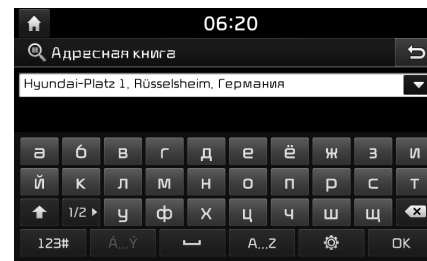 06:20
Адресная книга
Hyundai-Platz 1, Rüsselsheim, Германия
а б в г д е ё ж з и
й к л м н о п р с т
1/2 у ф х ц ч ш щ
123# Á...Ý A...Z OK